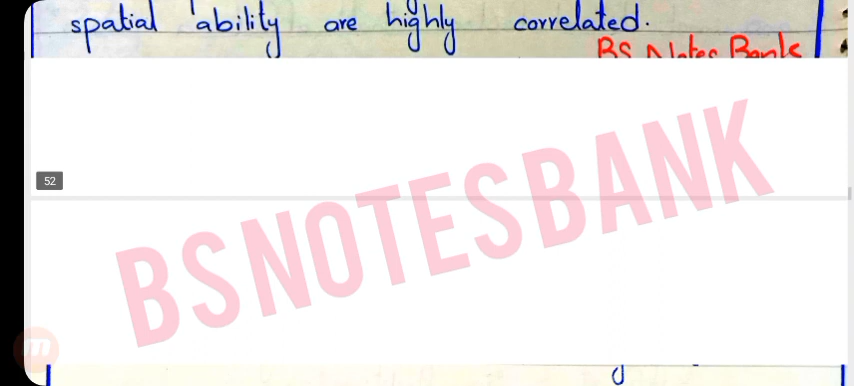 spatial ability are highly correlated.
BS Notes Bank
52
BSNOTESBANK
m